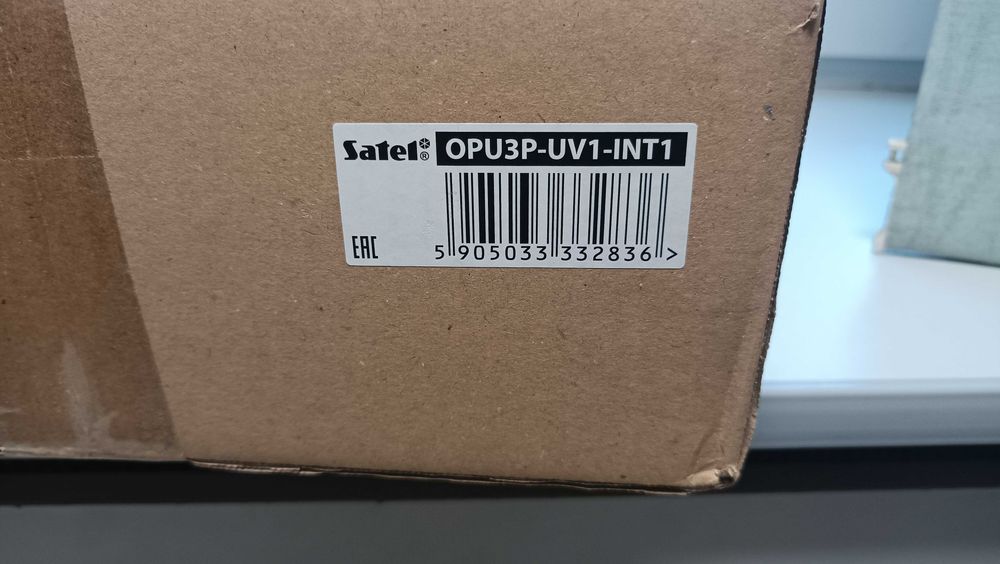 Satel® OPU3P-UV1-INT1
EAC
5 905033 332836 >